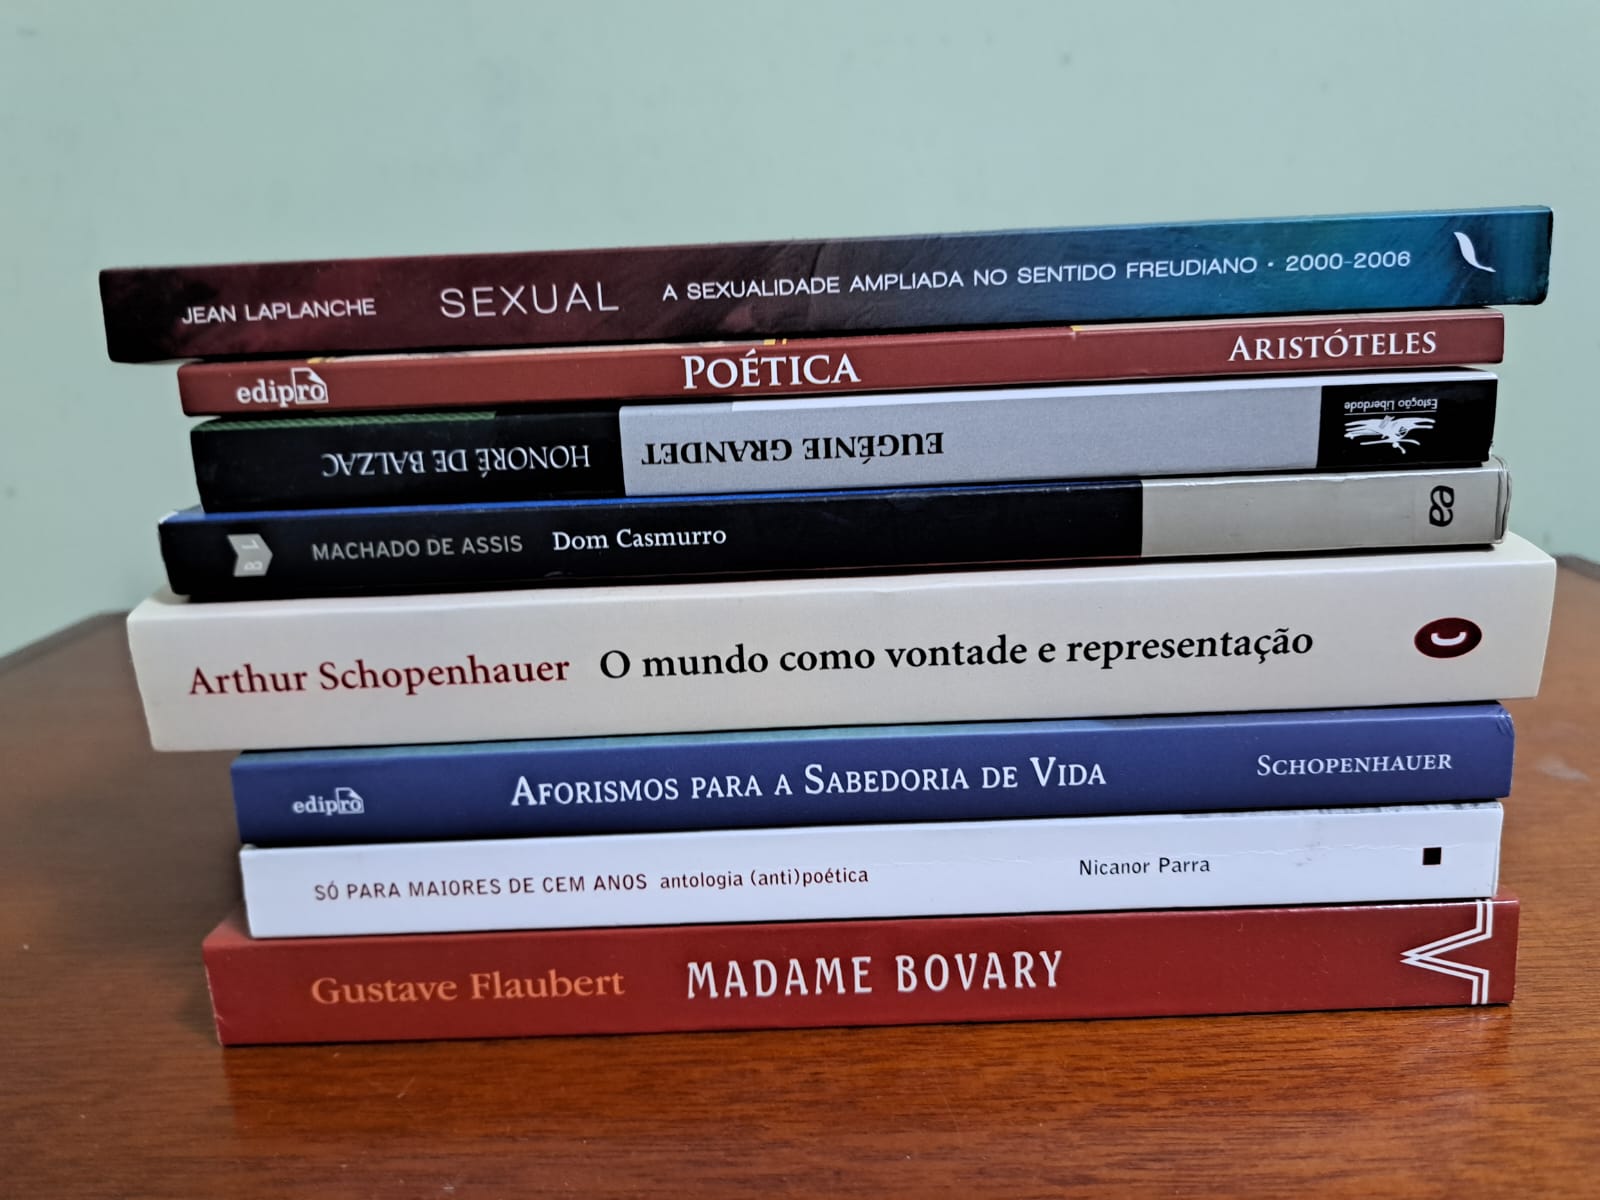 JEAN LAPLANCHE SEXUAL A SEXUALIDADE AMPLIADA NO SENTIDO FREUDIANO · 2000-2006
edipro POÉTICA ARISTÓTELES
HONORÉ DE BALZAC EUGÉNIE GRANDET Estação Liberdade
18 MACHADO DE ASSIS Dom Casmurro ea
Arthur Schopenhauer O mundo como vontade e representação
edipro AFORISMOS PARA A SABEDORIA DE VIDA SCHOPENHAUER
SÓ PARA MAIORES DE CEM ANOS antologia (anti)poética Nicanor Parra
Gustave Flaubert MADAME BOVARY